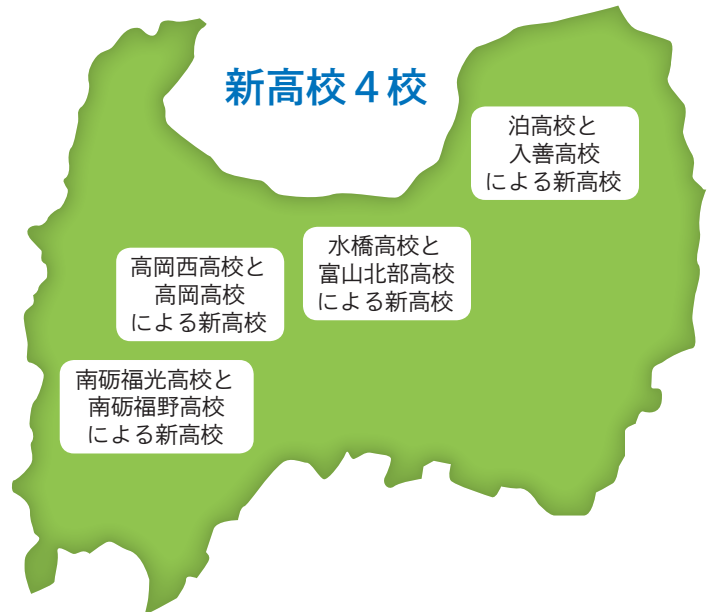 新高校４校
泊高校と
入善高校
による新高校
水橋高校と
富山北部高校
による新高校
高岡西高校と
高岡高校
による新高校
南砺福光高校と
南砺福野高校
による新高校